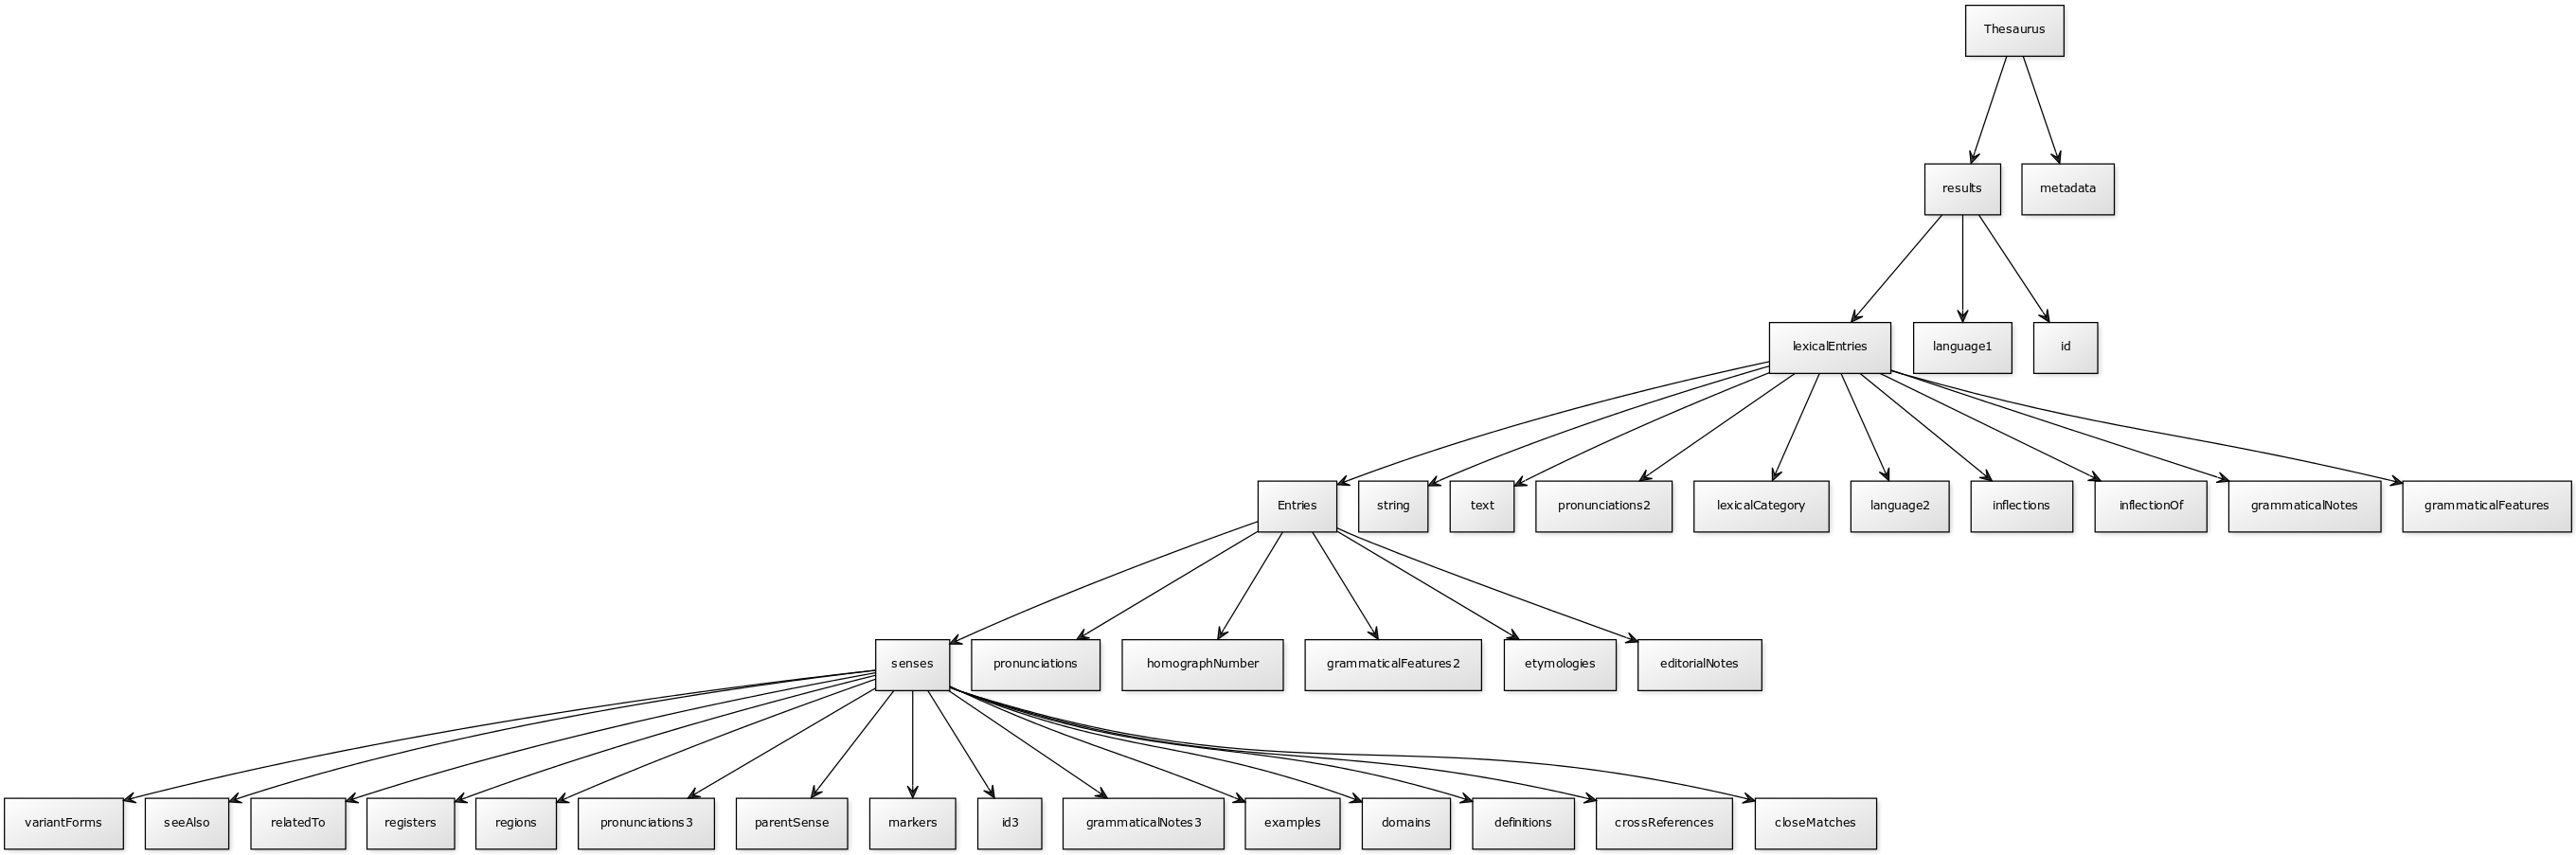 Thesaurus
results
metadata
lexicalEntries
language1
id
Entries
string
text
pronunciations2
lexicalCategory
language2
inflections
inflectionOf
grammaticalNotes
grammaticalFeatures
senses
pronunciations
homographNumber
grammaticalFeatures2
etymologies
editorialNotes
variantForms
seeAlso
relatedTo
registers
regions
pronunciations3
parentSense
markers
id3
grammaticalNotes3
examples
domains
definitions
crossReferences
closeMatches